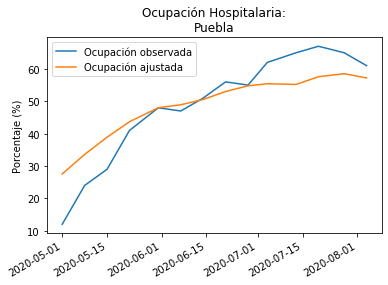 Ocupación Hospitalaria:
Puebla
Ocupación observada
Ocupación ajustada
Porcentaje (%)
60
50
40
30
20
10
2020-05-01
2020-05-15
2020-06-01
2020-06-15
2020-07-01
2020-07-15
2020-08-01